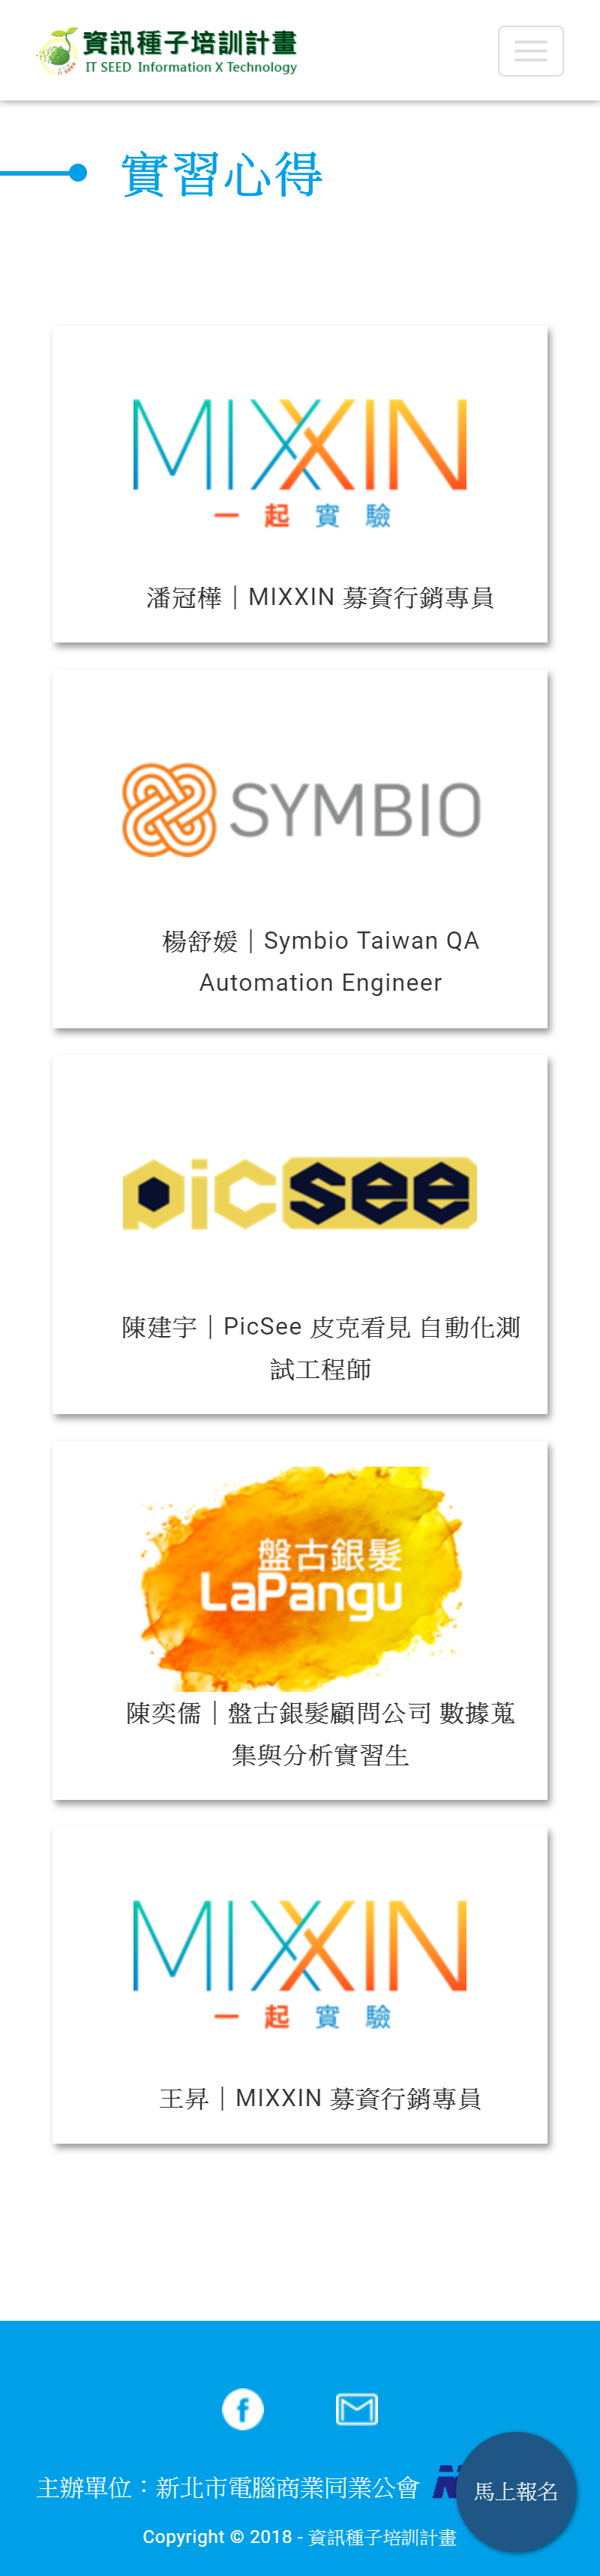 資訊種子培訓計畫
IT SEED Information X Technology
實習心得
MIXXIN
一起實驗
潘冠樺｜MIXXIN 募資行銷專員
SYMBIO
楊舒媛｜Symbio Taiwan QA
Automation Engineer
picsee
陳建宇｜PicSee 皮克看見 自動化測
試工程師
盤古銀髮
LaPangu
陳奕儒｜盤古銀髮顧問公司 數據蒐
集與分析實習生
MIXXIN
一起實驗
王昇｜MIXXIN 募資行銷專員
主辦單位：新北市電腦商業同業公會
馬上報名
Copyright © 2018 - 資訊種子培訓計畫